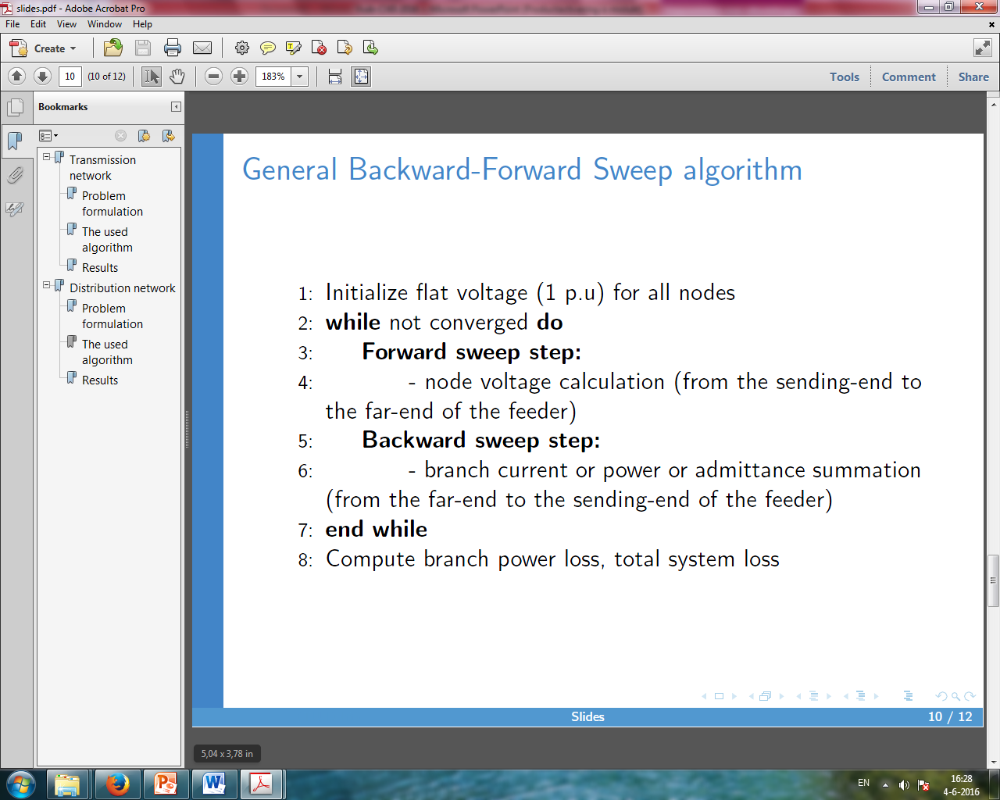 slides.pdf - Adobe Acrobat Pro
File Edit View Window Help
Create
10 (10 of 12) 183% Tools Comment Share
Bookmarks
Transmission
network
Problem
formulation
The used
algorithm
Results
Distribution network
Problem
formulation
The used
algorithm
Results
General Backward-Forward Sweep algorithm
1: Initialize flat voltage (1 p.u) for all nodes
2: while not converged do
3: Forward sweep step:
4: - node voltage calculation (from the sending-end to
the far-end of the feeder)
5: Backward sweep step:
6: - branch current or power or admittance summation
(from the far-end to the sending-end of the feeder)
7: end while
8: Compute branch power loss, total system loss
Slides 10 / 12
5,04 x 3,78 in
EN 16:28
4-6-2016